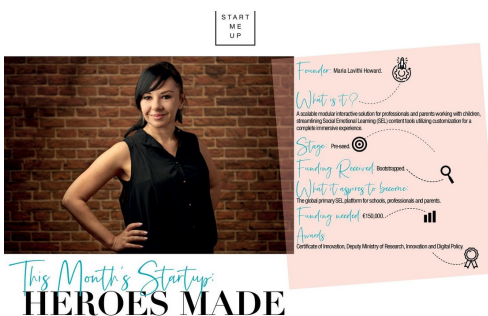 START
ME
UP
Founder: Maria Lavithi Howard.
What is it?
A scalable modular interactive solution for professionals and parents working with children,
streamlining Social Emotional Learning (SEL) content tools utilizing customization for a
complete immersive experience.
Stage: Pre-seed.
Funding Received: Bootstrapped.
What it aspires to become:
The global primary SEL platform for schools, professionals and parents.
Funding needed: €150,000.
Awards:
Certificate of Innovation, Deputy Ministry of Research, Innovation and Digital Policy.
This Month's Startup:
HEROES MADE